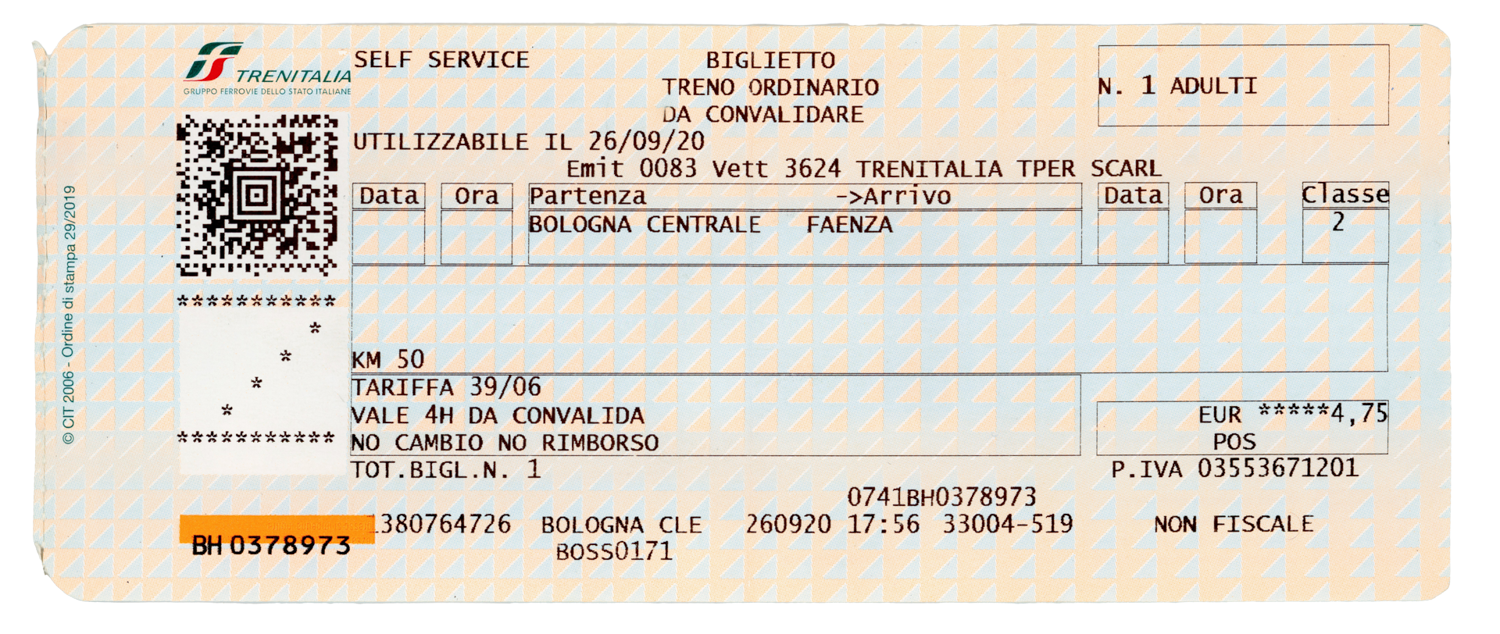 TRENITALIA
GRUPPO FERROVIE DELLO STATO ITALIANE
SELF SERVICE
BIGLIETTO
TRENO ORDINARIO
DA CONVALIDARE
N. 1 ADULTI
UTILIZZABILE IL 26/09/20
Emit 0083 Vett 3624 TRENITALIA TPER SCARL
Data Ora Partenza ->Arrivo Data Ora Classe
BOLOGNA CENTRALE FAENZA 2
© CIT 2006 - Ordine di stampa 29/2019
***********
*
*
*
*
***********
KM 50
TARIFFA 39/06
VALE 4H DA CONVALIDA
NO CAMBIO NO RIMBORSO
EUR *****4,75
POS
TOT.BIGL.N. 1
P.IVA 03553671201
0741BH0378973
1380764726 BOLOGNA CLE 260920 17:56 33004-519 NON FISCALE
BH 0378973
BOSS0171